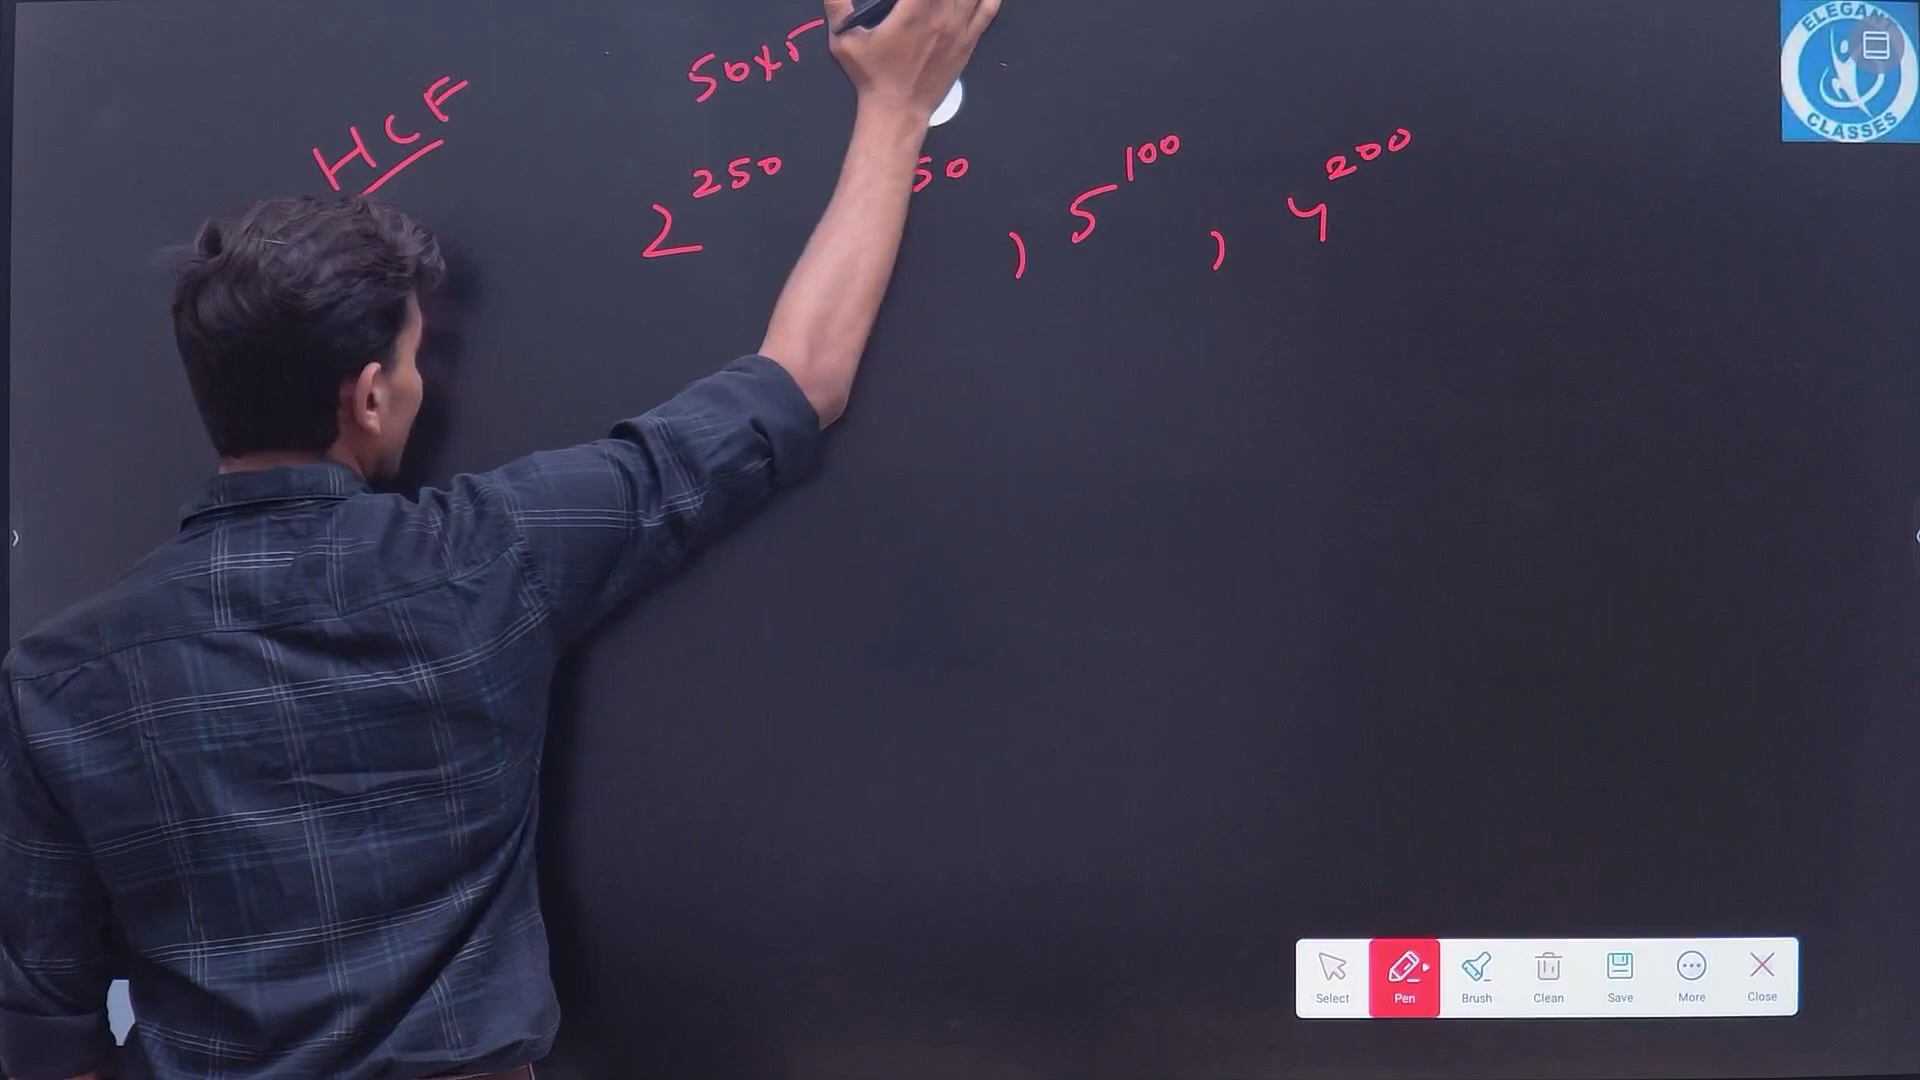 50x5
HCF
2^250 50 , 5^100 , 4^200
ELEGANT
CLASSES
Select Pen Brush Clean Save More Close